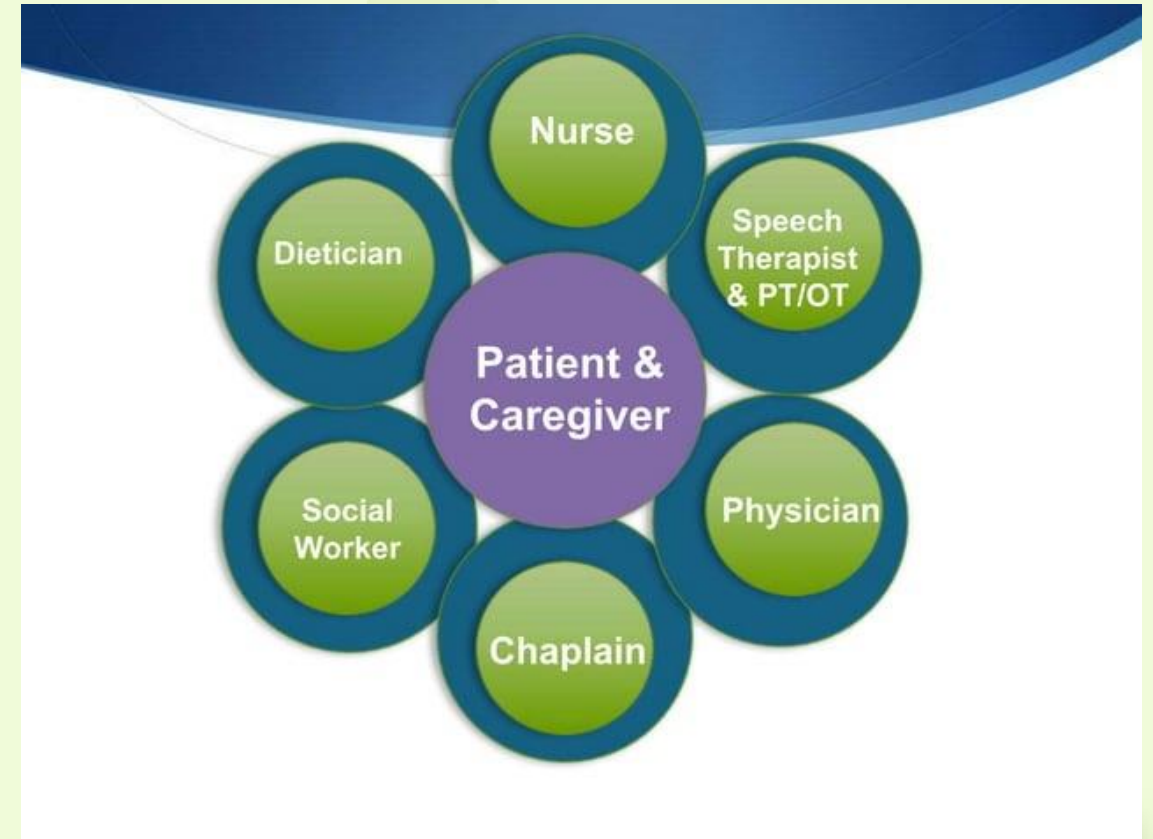 Nurse
Speech
Therapist
& PT/OT
Dietician
Patient &
Caregiver
Social
Worker
Physician
Chaplain